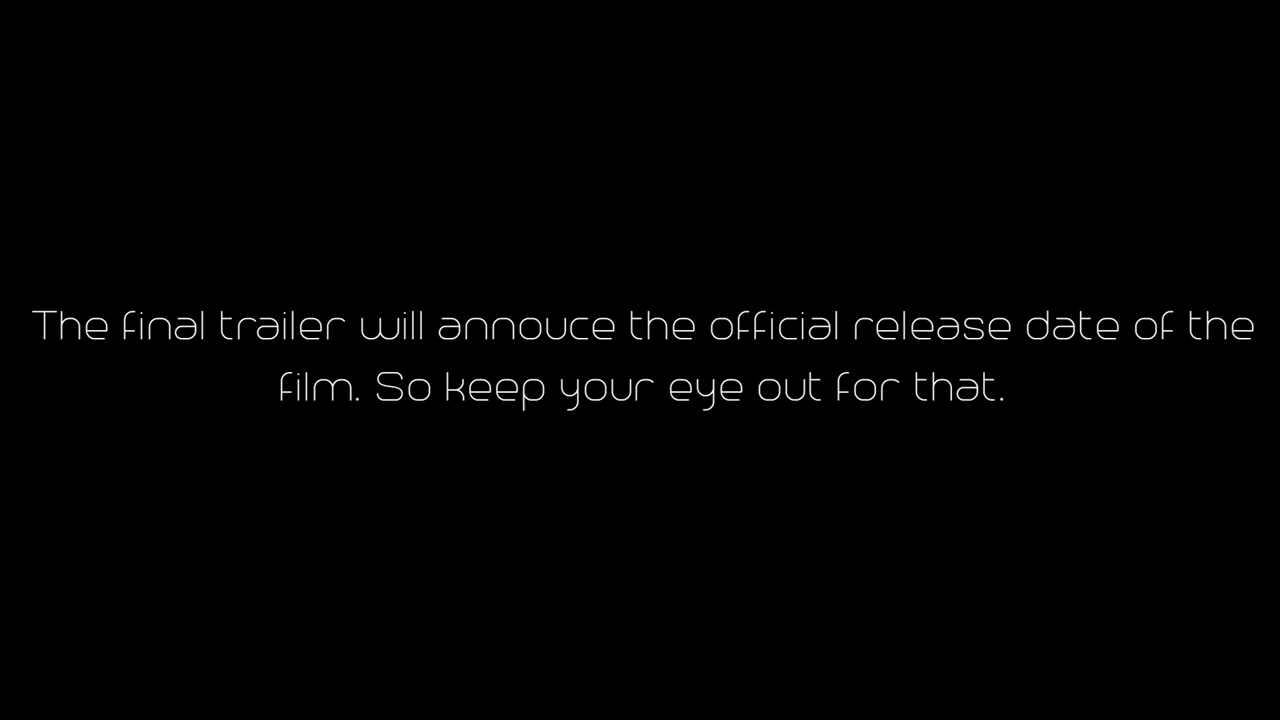 The final trailer will annouce the official release date of the
film. So keep your eye out for that.